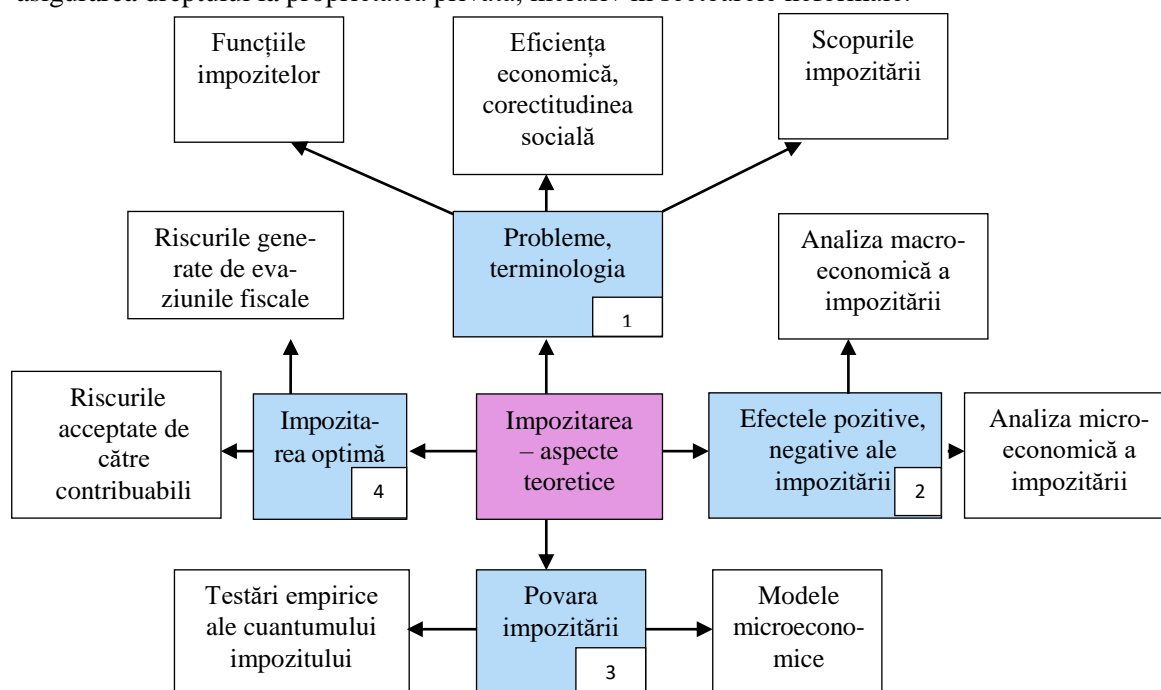 asigurarea dreptului la proprietatea privată, inclusiv în sectoarele neformale.
Funcțiile
impozitelor
Eficiența
economică,
corectitudinea
socială
Scopurile
impozitării
Riscurile gene-
rate de eva-
ziunile fiscale
Probleme,
terminologia
1
Analiza macro-
economică a
impozitării
Riscurile
acceptate de
către
contribuabili
Impozita-
rea optimă
4
Impozitarea
– aspecte
teoretice
Efectele pozitive,
negative ale
impozitării
2
Analiza micro-
economică a
impozitării
Testări empirice
ale cuantumului
impozitului
Povara
impozitării
3
Modele
microecono-
mice